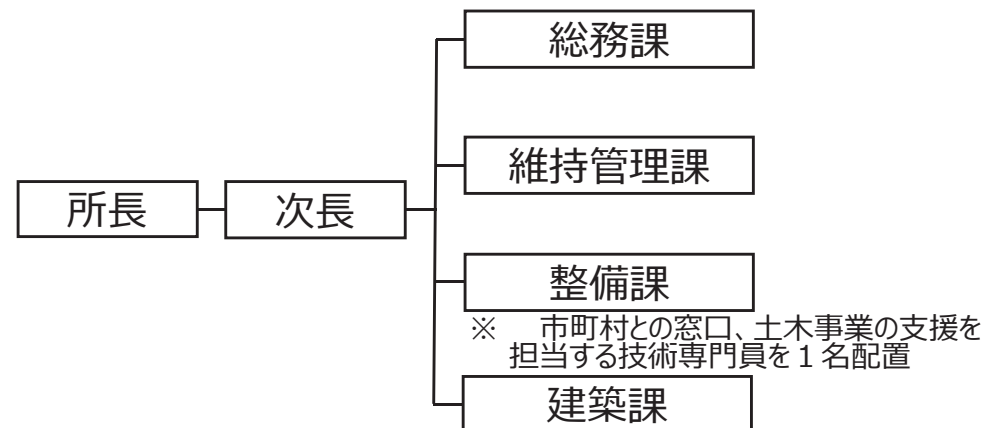 総務課
維持管理課
所長
次長
整備課
※　市町村との窓口、土木事業の支援を
担当する技術専門員を１名配置
建築課